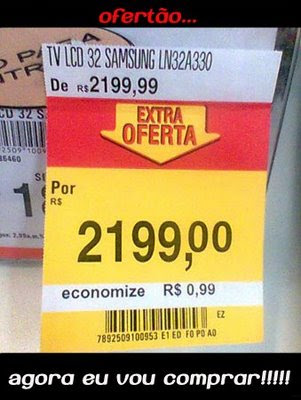 ofertão...
TV LCD 32 SAMSUNG LN32A330
De R$2199,99
EXTRA
OFERTA
Por
R$
2199,00
economize R$ 0,99
EZ
7892509100953 E1 ED F0 P0 A0
agora eu vou comprar!!!!!